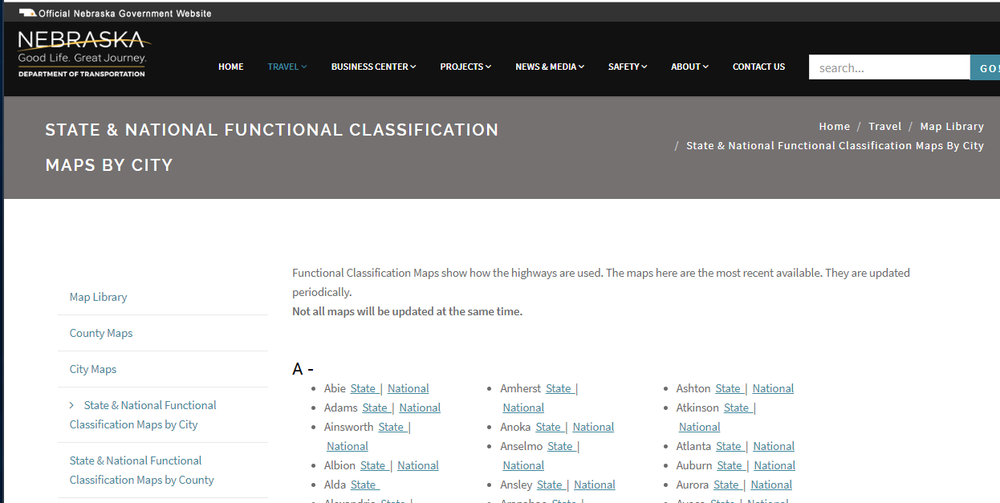 Official Nebraska Government Website
NEBRASKA
Good Life. Great Journey.
DEPARTMENT OF TRANSPORTATION
HOME TRAVEL BUSINESS CENTER PROJECTS NEWS & MEDIA SAFETY ABOUT CONTACT US search... GO!
STATE & NATIONAL FUNCTIONAL CLASSIFICATION
MAPS BY CITY
Home / Travel / Map Library
/ State & National Functional Classification Maps By City
Map Library
County Maps
City Maps
State & National Functional
Classification Maps by City
State & National Functional
Classification Maps by County
Functional Classification Maps show how the highways are used. The maps here are the most recent available. They are updated
periodically.
Not all maps will be updated at the same time.
A -
Abie State | National
Adams State | National
Ainsworth State |
National
Albion State | National
Alda State
Alexandria State |
Amherst State |
National
Anoka State | National
Anselmo State |
National
Ansley State | National
Arapahoe State |
Ashton State | National
Atkinson State |
National
Atlanta State | National
Auburn State | National
Aurora State | National
Avoca State | National